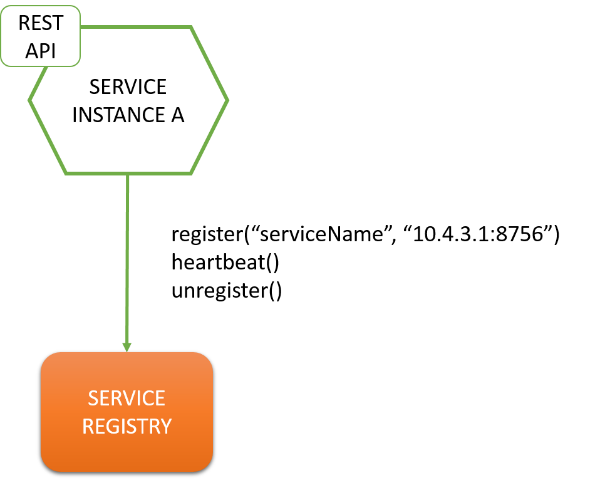 REST
API
SERVICE
INSTANCE A
register(“serviceName”, “10.4.3.1:8756”)
heartbeat()
unregister()
SERVICE
REGISTRY